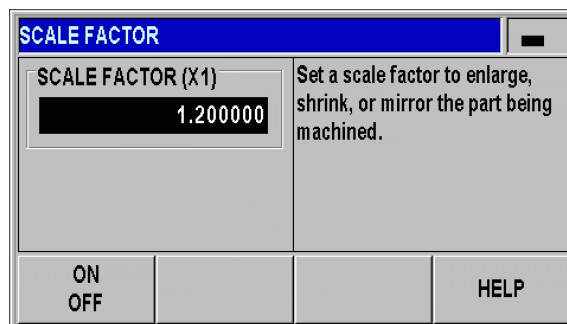 SCALE FACTOR
SCALE FACTOR (X1)
1.200000
Set a scale factor to enlarge,
shrink, or mirror the part being
machined.
ON
OFF
HELP